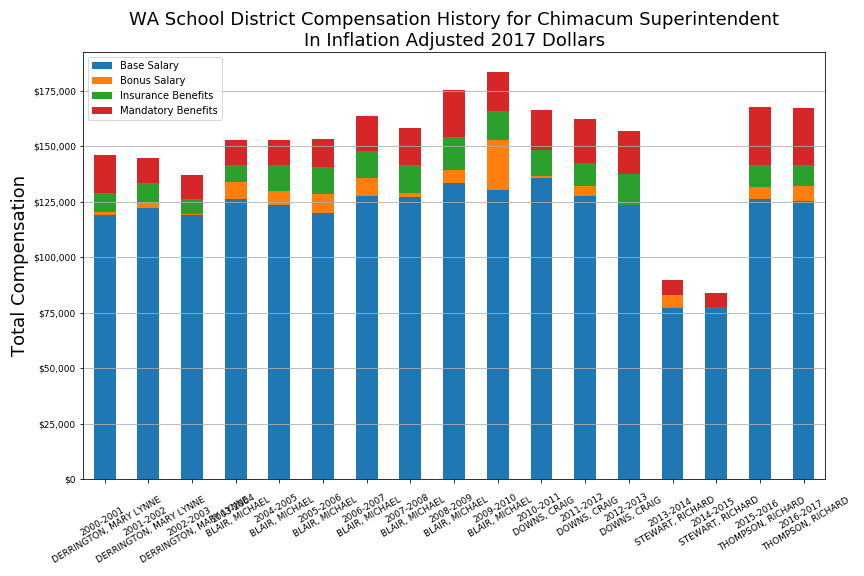 WA School District Compensation History for Chimacum Superintendent
In Inflation Adjusted 2017 Dollars
Base Salary
Bonus Salary
Insurance Benefits
Mandatory Benefits
Total Compensation
$175,000
$150,000
$125,000
$100,000
$75,000
$50,000
$25,000
$0
2000-2001
DERRINGTON, MARY LYNNE
2001-2002
DERRINGTON, MARY LYNNE
2002-2003
DERRINGTON, MARY LYNNE
2003-2004
BLAIR, MICHAEL
2004-2005
BLAIR, MICHAEL
2005-2006
BLAIR, MICHAEL
2006-2007
BLAIR, MICHAEL
2007-2008
BLAIR, MICHAEL
2008-2009
BLAIR, MICHAEL
2009-2010
BLAIR, MICHAEL
2010-2011
DOWNS, CRAIG
2011-2012
DOWNS, CRAIG
2012-2013
DOWNS, CRAIG
2013-2014
STEWART, RICHARD
2014-2015
STEWART, RICHARD
2015-2016
THOMPSON, RICHARD
2016-2017
THOMPSON, RICHARD